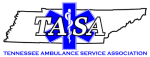 TASA
TENNESSEE AMBULANCE SERVICE ASSOCIATION